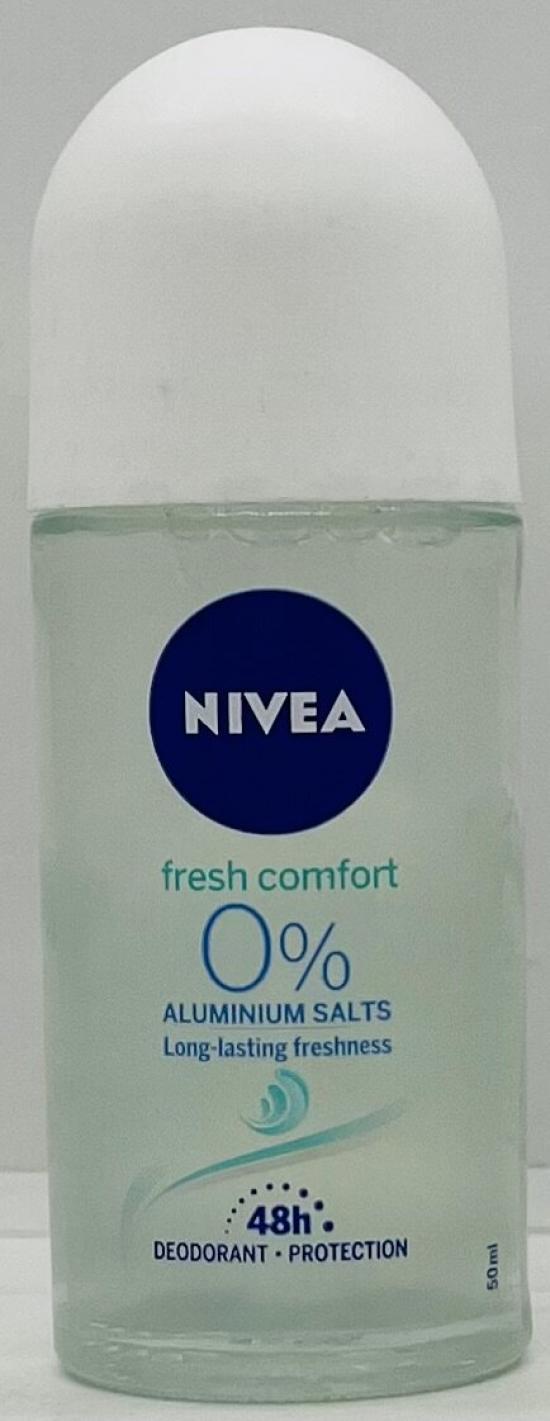 NIVEA
fresh comfort
0%
ALUMINIUM SALTS
Long-lasting freshness
48h
DEODORANT • PROTECTION
50ml